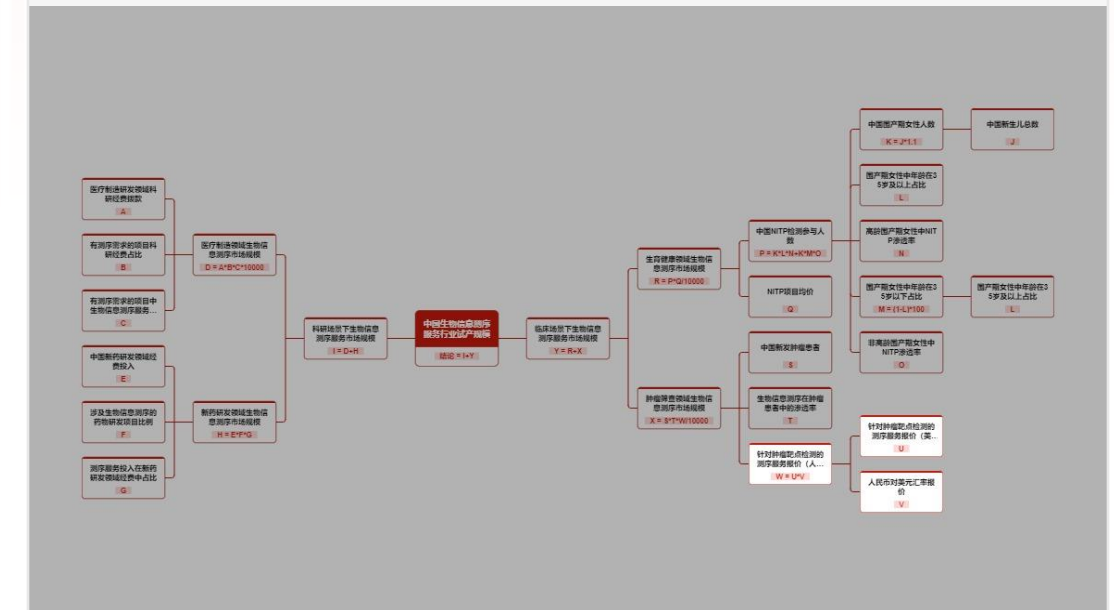 医疗制造研发领域科
研经费拨款
A
有测序需求的项目科
研经费占比
B
有测序需求的项目中
生物信息测序服务...
C
医疗制造领域生物信
息测序市场规模
D = A*B*C*10000
中国新药研发领域经
费投入
E
涉及生物信息测序的
药物研发项目比例
F
测序服务投入在新药
研发领域经费中占比
G
新药研发领域生物信
息测序市场规模
H = E*F*G
科研场景下生物信息
测序服务市场规模
I = D+H
中国生物信息测序
服务行业试产规模
结论 = I+Y
临床场景下生物信息
测序服务市场规模
Y = R+X
生育健康领域生物信
息测序市场规模
R = P*Q/10000
中国NITP检测参与人
数
P = K*L*N+K*M*O
NITP项目均价
Q
中国围产期女性人数
K = J*1.1
中国新生儿总数
J
围产期女性中年龄在3
5岁及以上占比
L
高龄围产期女性中NIT
P渗透率
N
围产期女性中年龄在3
5岁以下占比
M = (1-L)*100
围产期女性中年龄在3
5岁及以上占比
L
非高龄围产期女性中
NITP渗透率
O
肿瘤筛查领域生物信
息测序市场规模
X = S*T*W/10000
中国新发肿瘤患者
S
生物信息测序在肿瘤
患者中的渗透率
T
针对肿瘤靶点检测的
测序服务报价（人...
W = U*V
针对肿瘤靶点检测的
测序服务报价（美...
U
人民币对美元汇率报
价
V